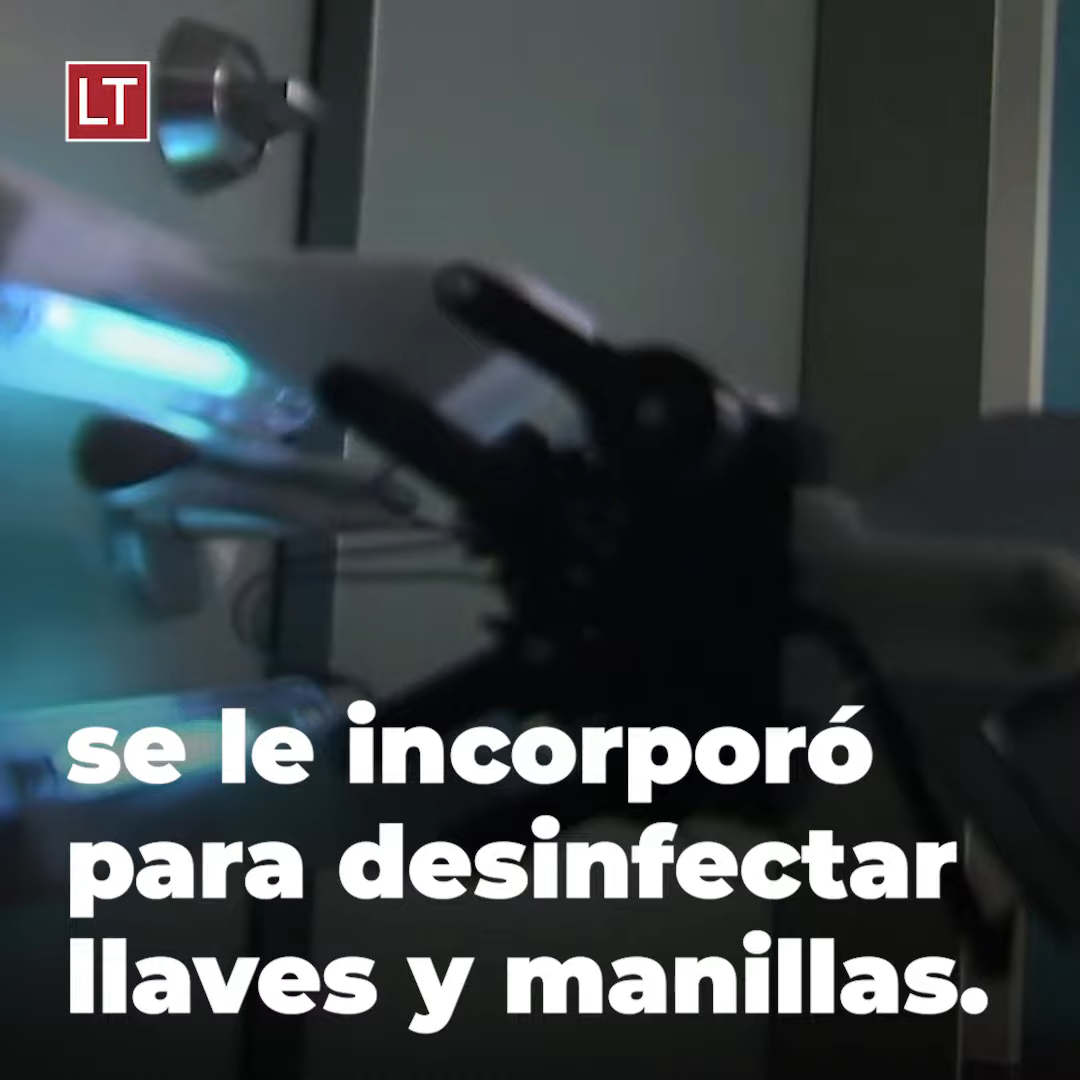 LT
se le incorporó
para desinfectar
llaves y manillas.